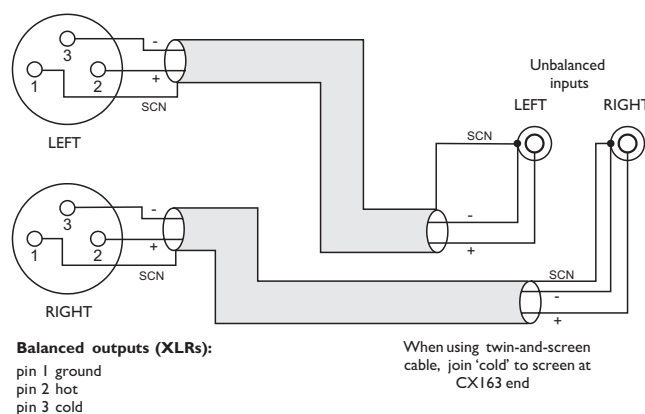 3
-
1
2
+
SCN
LEFT
Unbalanced
inputs
LEFT
RIGHT
SCN
-
+
3
-
1
2
+
SCN
RIGHT
SCN
-
+
Balanced outputs (XLRs):
pin 1 ground
pin 2 hot
pin 3 cold
When using twin-and-screen
cable, join ‘cold’ to screen at
CX163 end